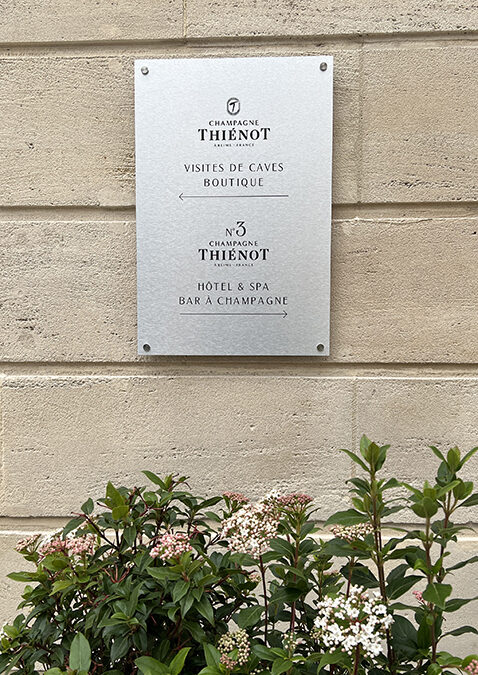 CHAMPAGNE
THIÉNOT
À REIMS - FRANCE
VISITES DE CAVES
BOUTIQUE
N°3
CHAMPAGNE
THIÉNOT
À REIMS - FRANCE
HÔTEL & SPA
BAR À CHAMPAGNE